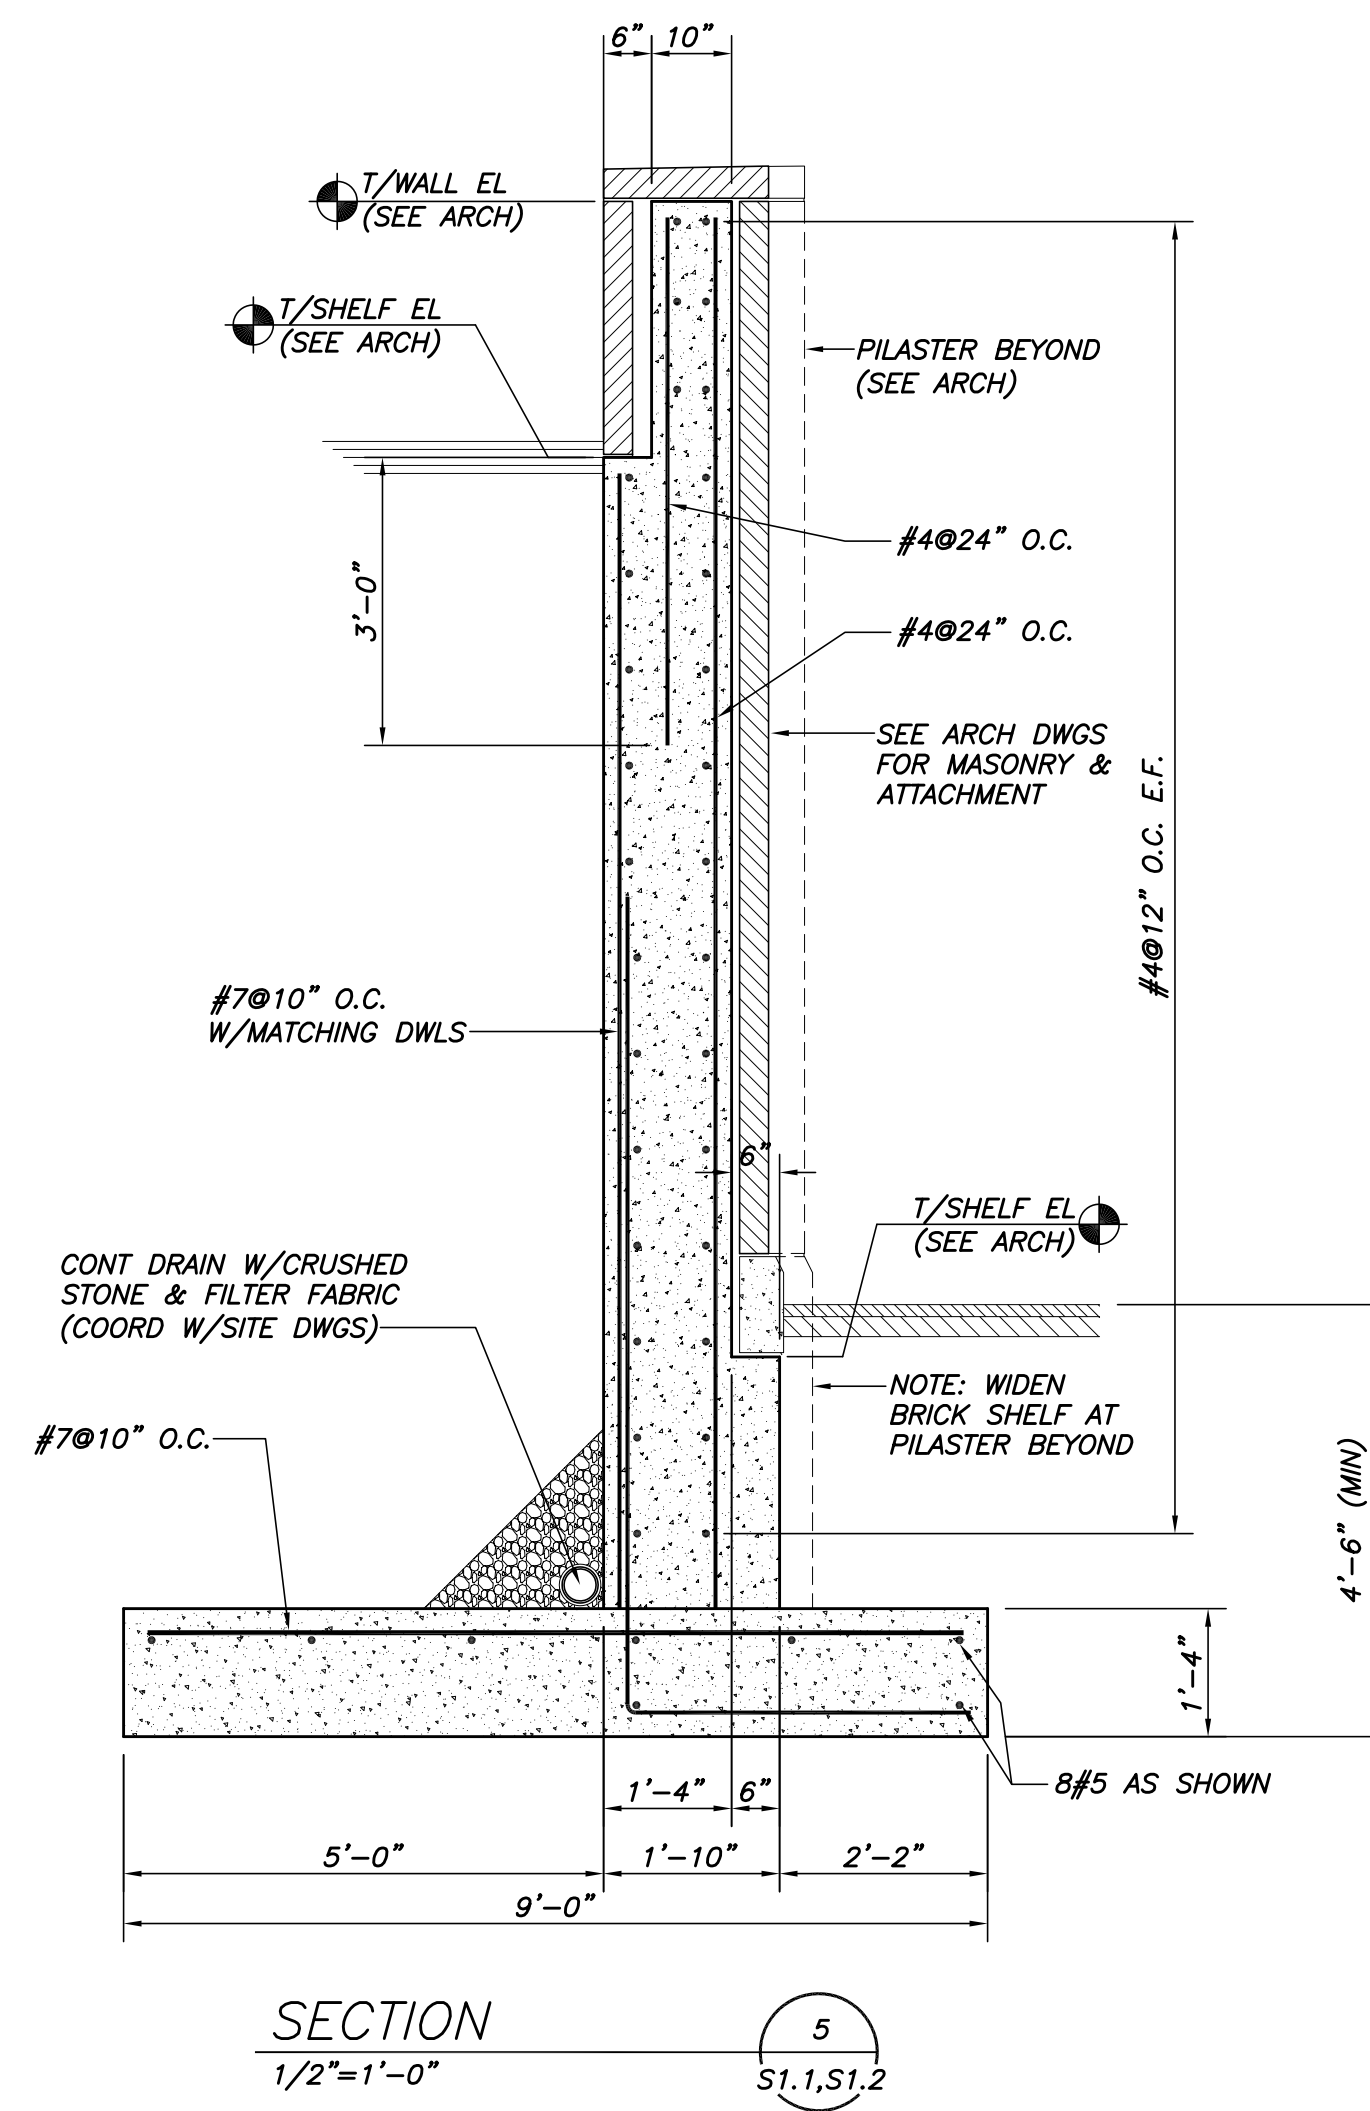 6" 10"
T/WALL EL
(SEE ARCH)
T/SHELF EL
(SEE ARCH)
PILASTER BEYOND
(SEE ARCH)
#4@24" O.C.
3'-0"
#4@24" O.C.
SEE ARCH DWGS
FOR MASONRY &
ATTACHMENT
#4@12" O.C. E.F.
#7@10" O.C.
W/MATCHING DWLS
6"
T/SHELF EL
(SEE ARCH)
CONT DRAIN W/CRUSHED
STONE & FILTER FABRIC
(COORD W/SITE DWGS)
NOTE: WIDEN
BRICK SHELF AT
PILASTER BEYOND
#7@10" O.C.
4'-6" (MIN)
1'-4"
8#5 AS SHOWN
1'-4" 6"
5'-0" 1'-10" 2'-2"
9'-0"
SECTION
1/2"=1'-0"
5
S1.1,S1.2